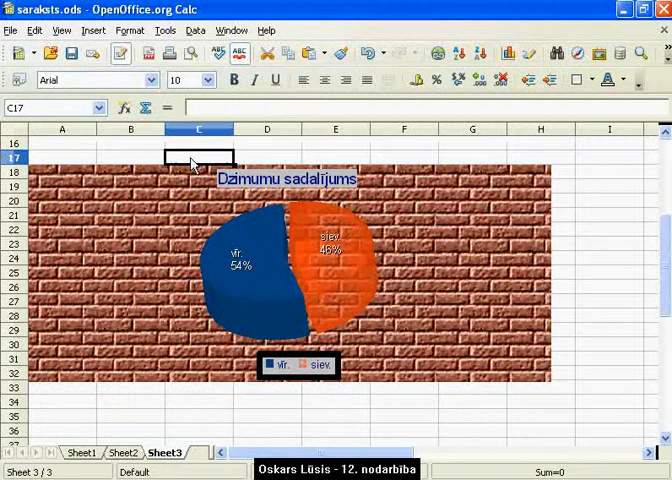 saraksts.ods - OpenOffice.org Calc
File Edit View Insert Format Tools Data Window Help
Arial 10 B I U
C17 fx Σ =
A B C D E F G H I
16
17
18
Dzimumu sadalījums
19
20
21
22
23
24
25
26
27
28
29
30
31
32
33
34
35
36
37
siev.
46%
vīr.
54%
vīr. siev.
Sheet1 Sheet2 Sheet3
Sheet 3 / 3 Default Sum=0
Oskars Lūsis - 12. nodarbība